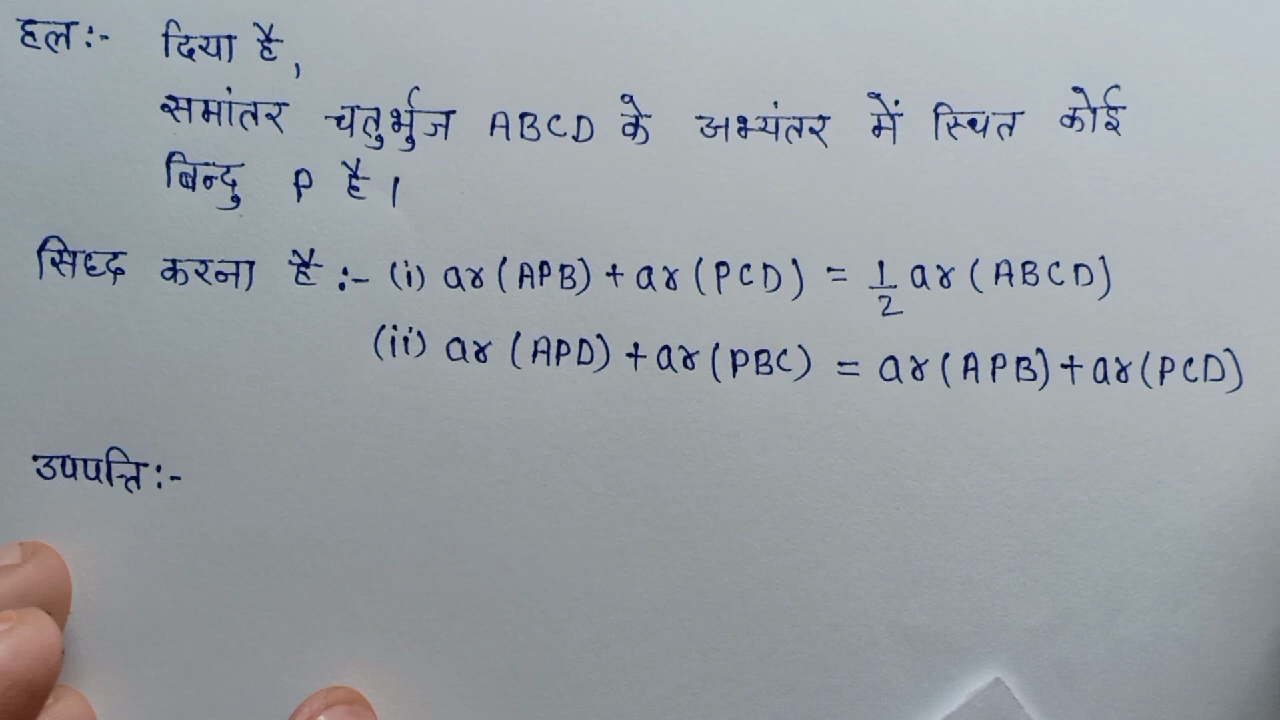 हल:- दिया है,
समांतर चतुर्भुज ABCD के अभ्यंतर में स्थित कोई
बिन्दु P है।
सिध्द करना है :- (i) ar(APB) + ar(PCD) = 1/2 ar(ABCD)
(ii) ar(APD) + ar(PBC) = ar(APB) + ar(PCD)
उपपत्ति:-